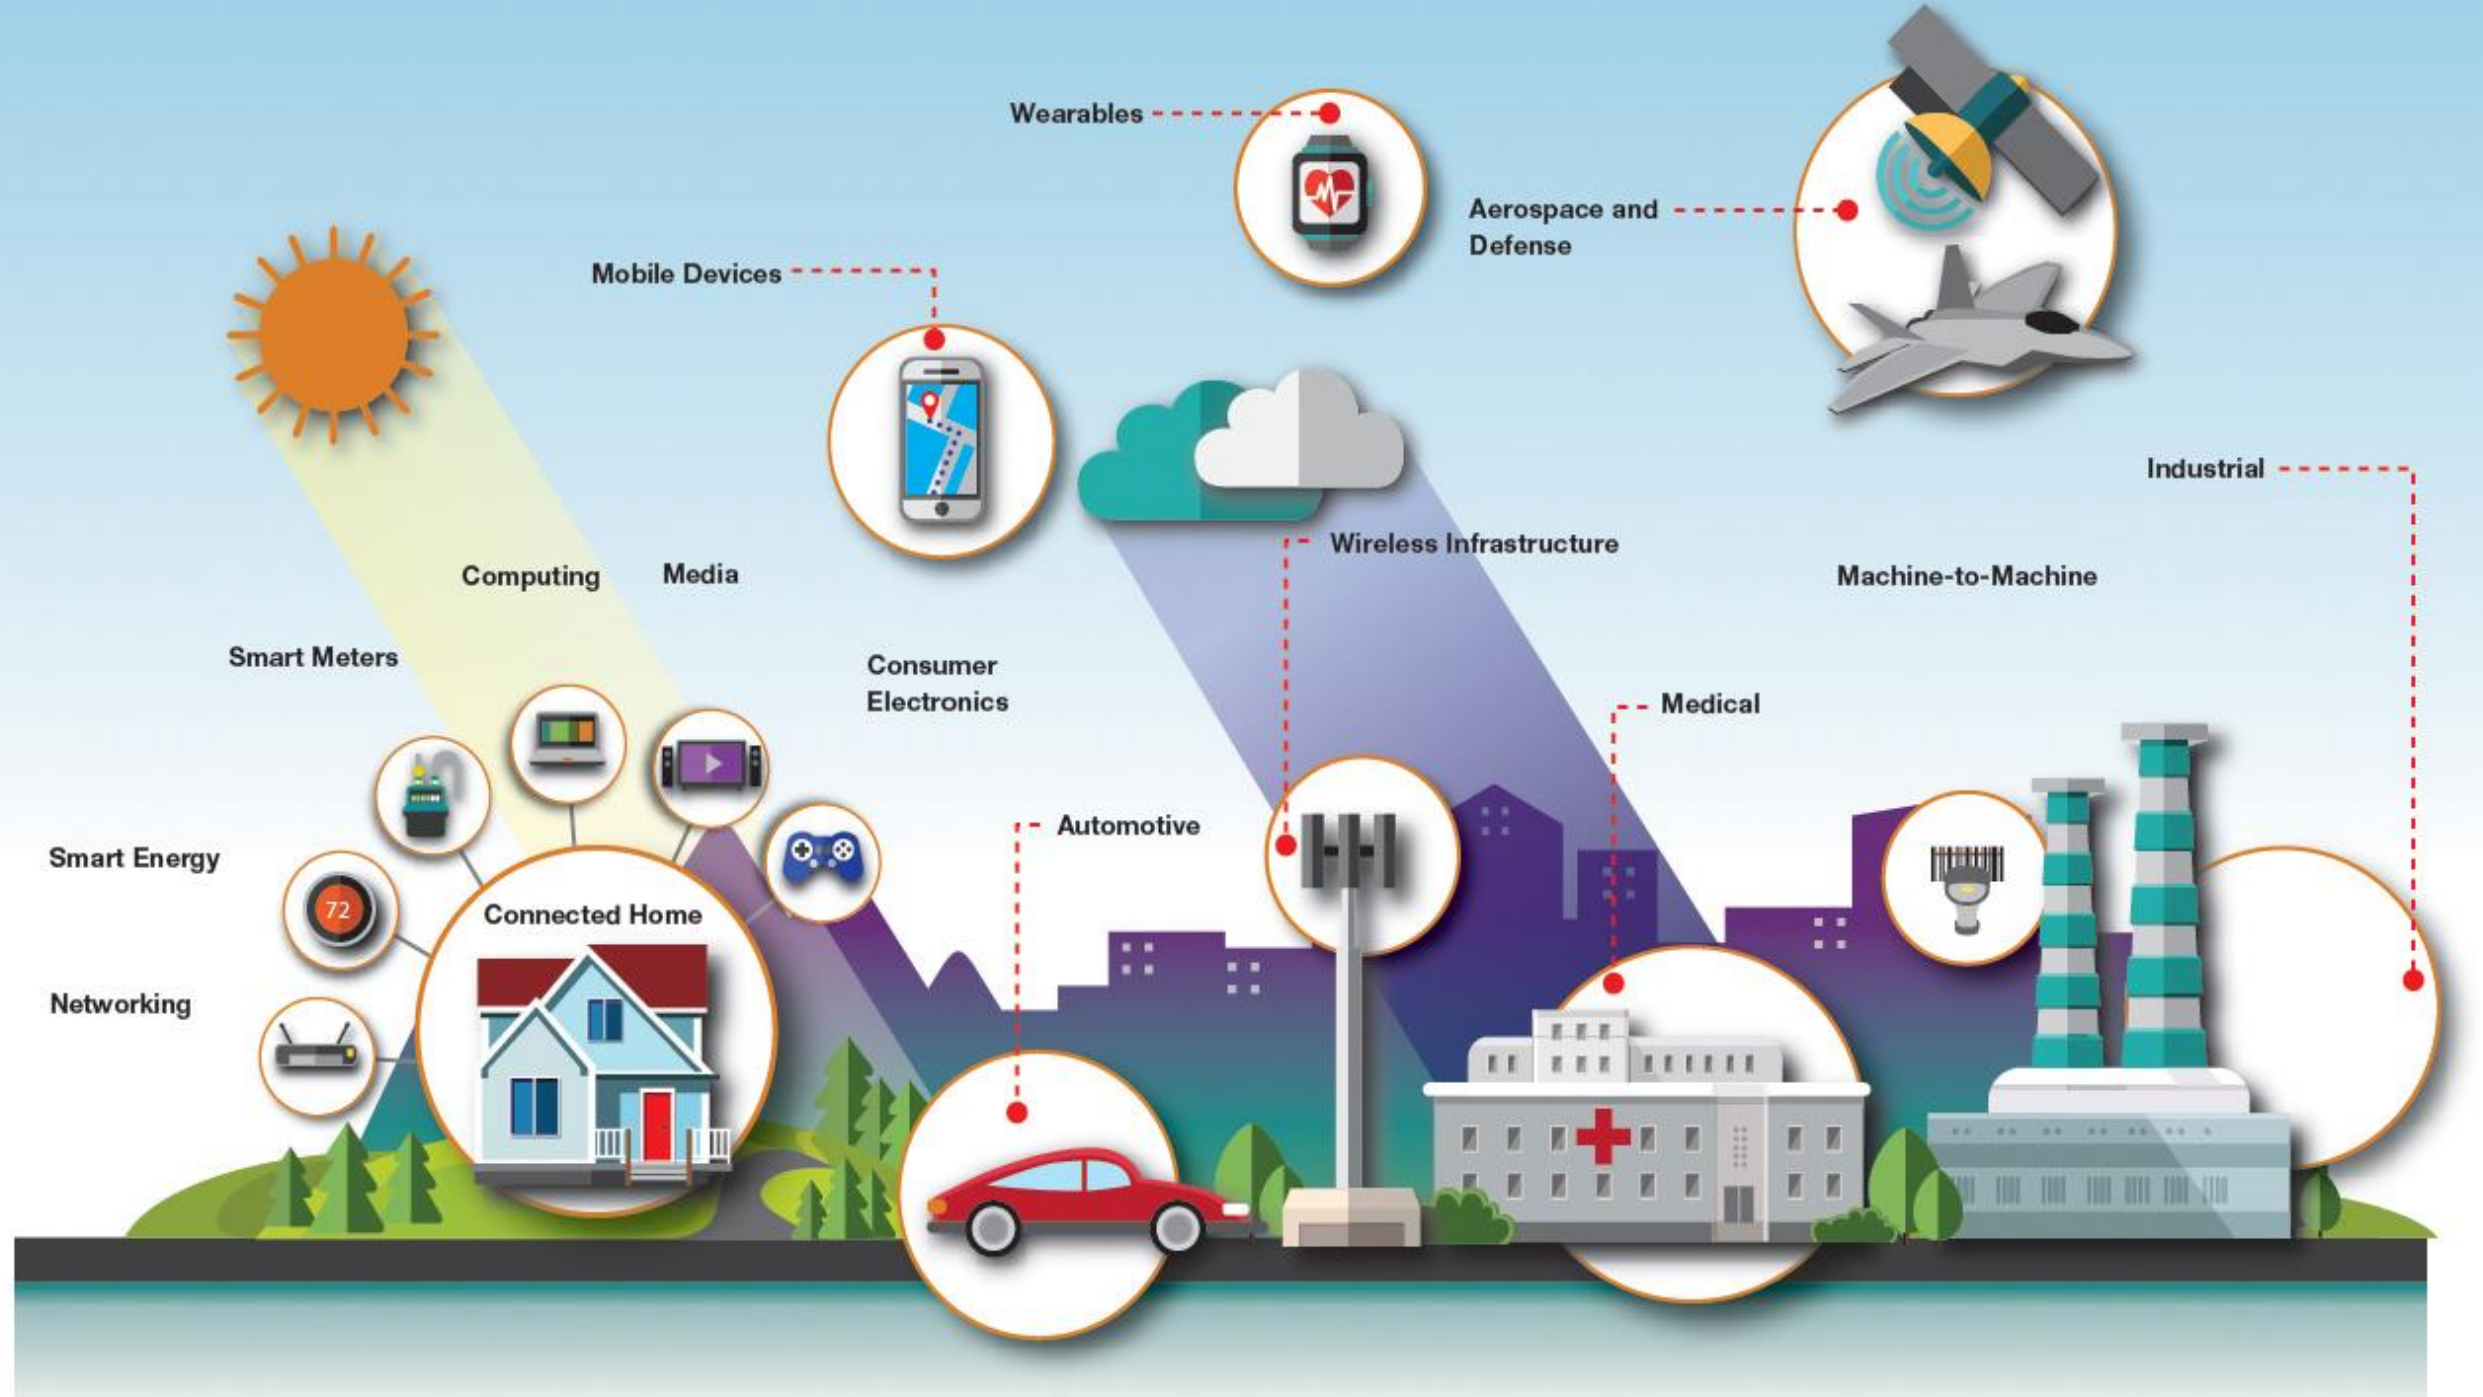 Wearables
Aerospace and
Defense
Mobile Devices
Industrial
Wireless Infrastructure
Computing
Media
Machine-to-Machine
Smart Meters
Consumer
Electronics
Medical
Automotive
Smart Energy
72
Connected Home
Networking